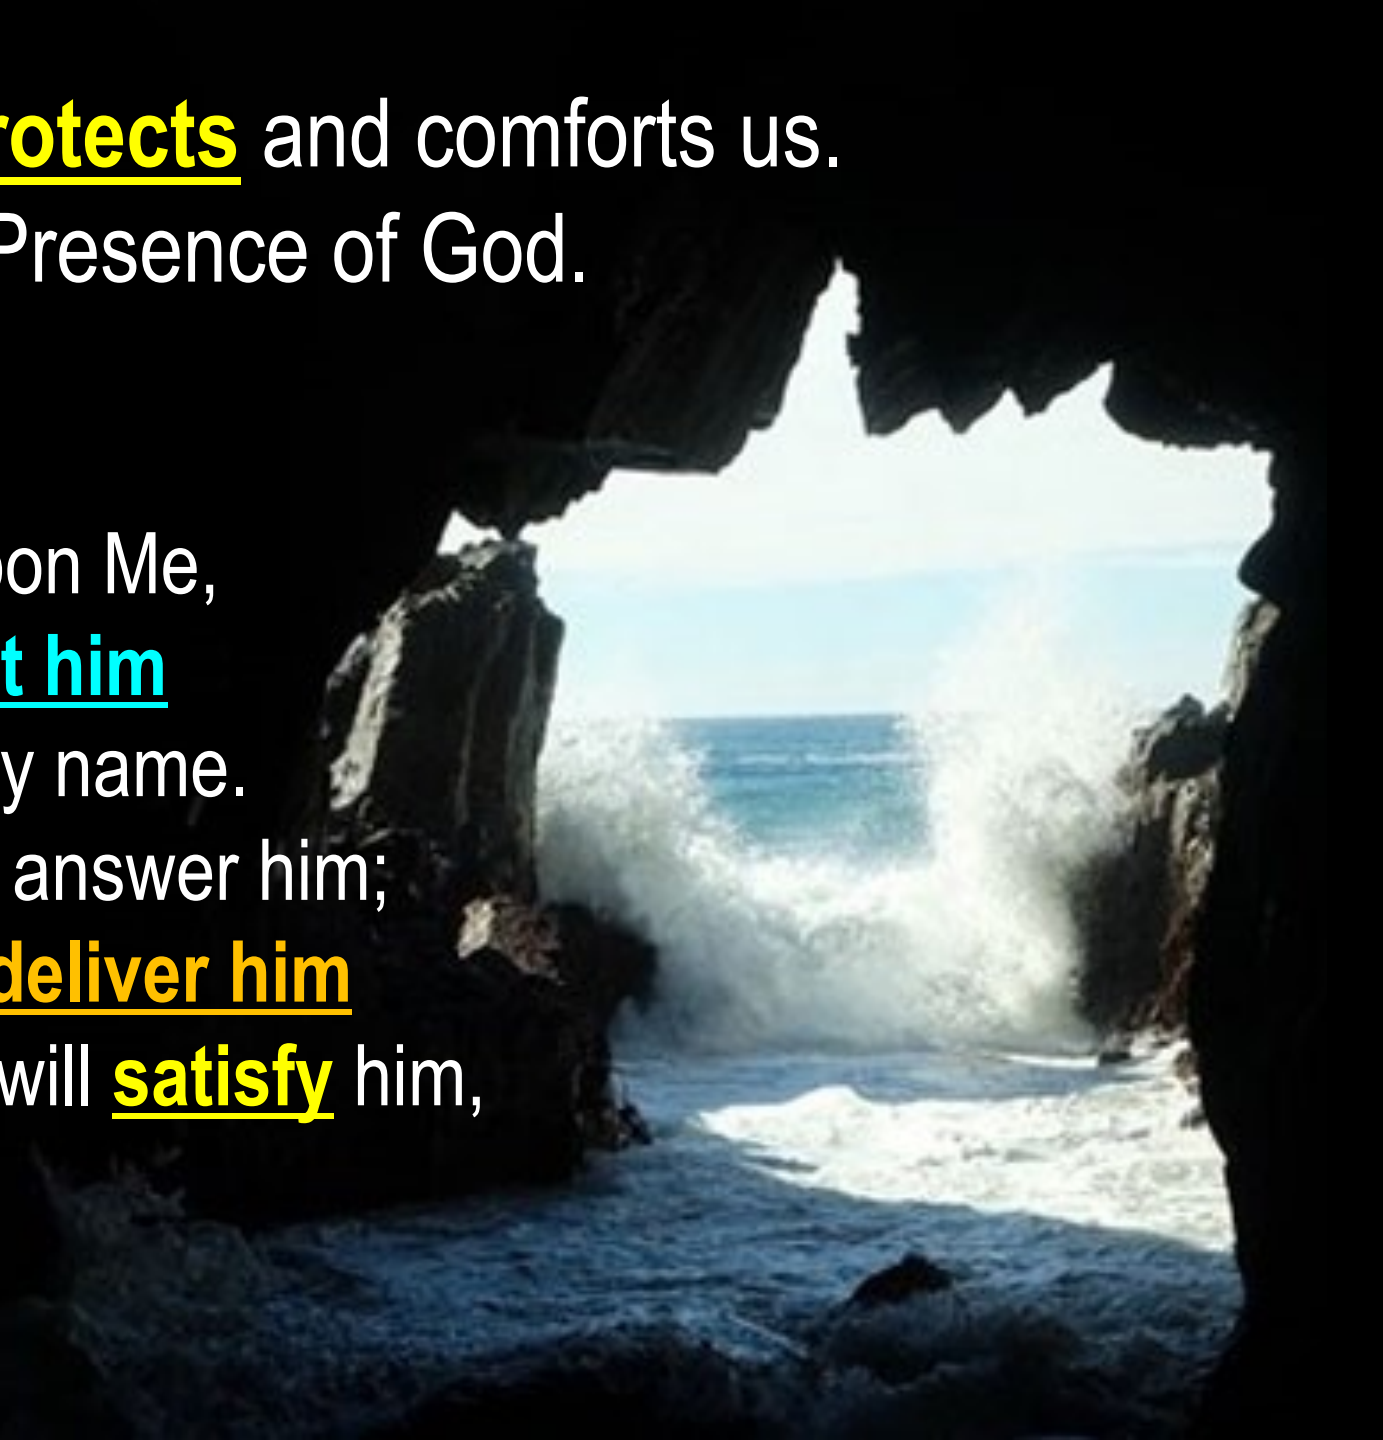 rotects and comforts us.
Presence of God.
pon Me,
t him
y name.
answer him;
deliver him
will satisfy him,